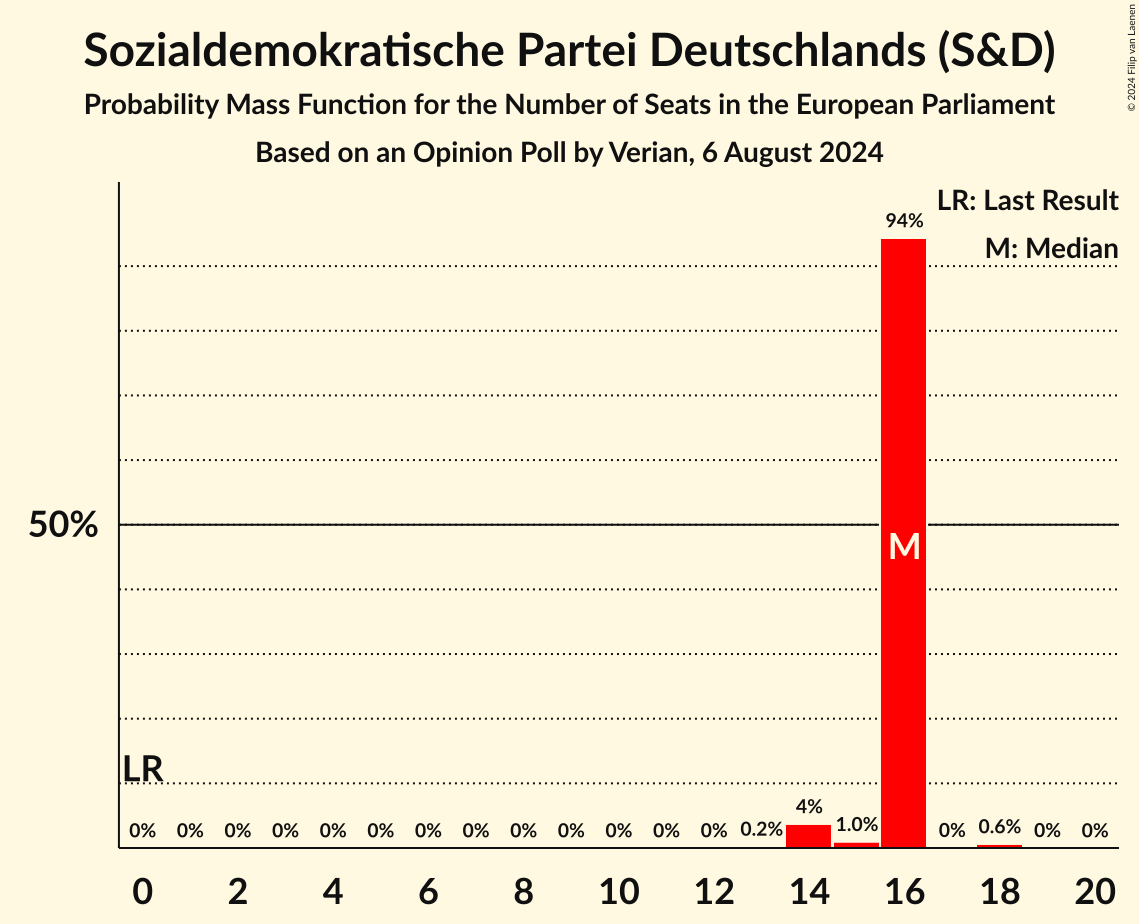 Sozialdemokratische Partei Deutschlands (S&D)
Probability Mass Function for the Number of Seats in the European Parliament
Based on an Opinion Poll by Verian, 6 August 2024
© 2024 Filip van Laenen
LR: Last Result
M: Median
94%
50%
M
LR
0% 0% 0% 0% 0% 0% 0% 0% 0% 0% 0% 0% 0% 0.2% 4% 1.0% 0% 0.6% 0% 0%
0 2 4 6 8 10 12 14 16 18 20